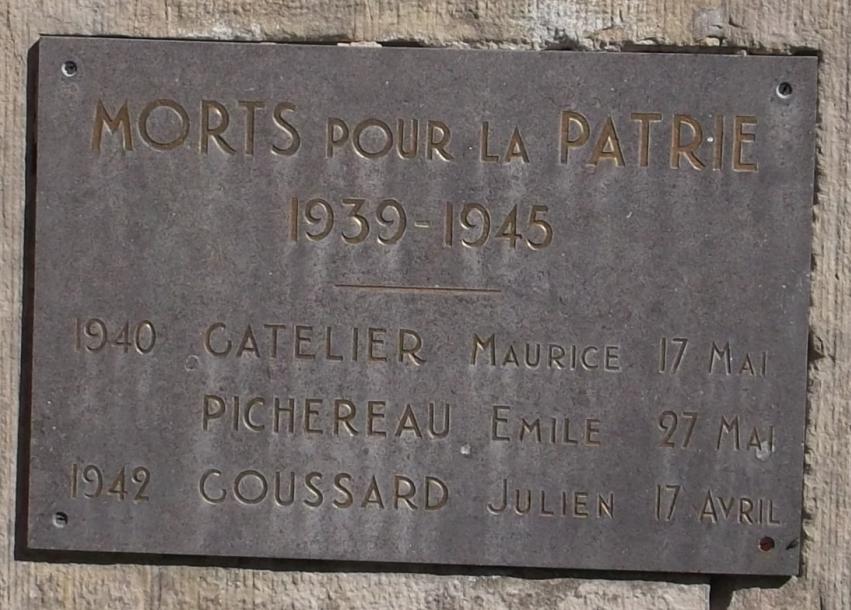 MORTS POUR LA PATRIE
1939-1945
1940 GATELIER MAURICE 17 MAI
PICHEREAU EMILE 27 MAI
1942 GOUSSARD JULIEN 17 AVRIL